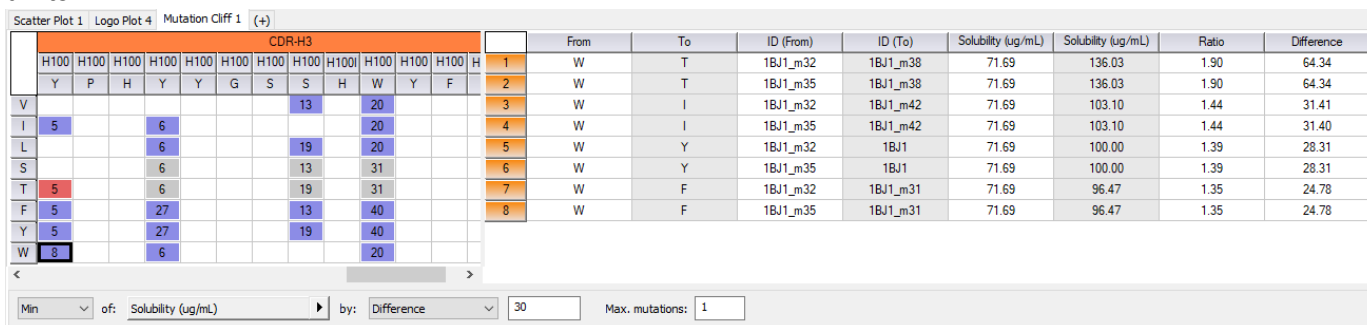 Scatter Plot 1 Logo Plot 4 Mutation Cliff 1 (+)
CDR-H3
H100 H100 H100 H100 H100 H100 H100 H100 H100I H100 H100 H100 H
Y P H Y Y G S S H W Y F
V 13 20
I 5 6 20
L 6 19 20
S 6 13 31
T 5 6 19 31
F 5 27 13 40
Y 5 27 19 40
W 8 6 20
From To ID (From) ID (To) Solubility (ug/mL) Solubility (ug/mL) Ratio Difference
1 W T 1BJ1_m32 1BJ1_m38 71.69 136.03 1.90 64.34
2 W T 1BJ1_m35 1BJ1_m38 71.69 136.03 1.90 64.34
3 W I 1BJ1_m32 1BJ1_m42 71.69 103.10 1.44 31.41
4 W I 1BJ1_m35 1BJ1_m42 71.69 103.10 1.44 31.40
5 W Y 1BJ1_m32 1BJ1 71.69 100.00 1.39 28.31
6 W Y 1BJ1_m35 1BJ1 71.69 100.00 1.39 28.31
7 W F 1BJ1_m32 1BJ1_m31 71.69 96.47 1.35 24.78
8 W F 1BJ1_m35 1BJ1_m31 71.69 96.47 1.35 24.78
Min of: Solubility (ug/mL) by: Difference 30 Max. mutations: 1